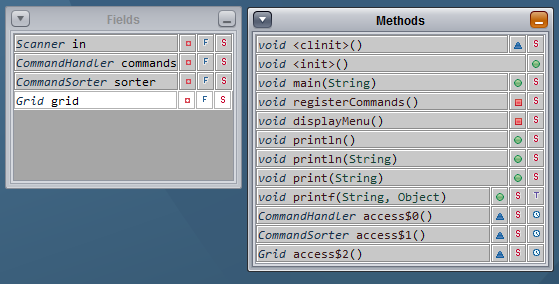 Fields
Scanner in F S
CommandHandler commands F S
CommandSorter sorter F S
Grid grid F S
Methods
void <clinit>() S
void <init>()
void main(String) S
void registerCommands() S
void displayMenu() S
void println() S
void println(String) S
void print(String) S
void printf(String, Object) S T
CommandHandler access$0() S
CommandSorter access$1() S
Grid access$2() S